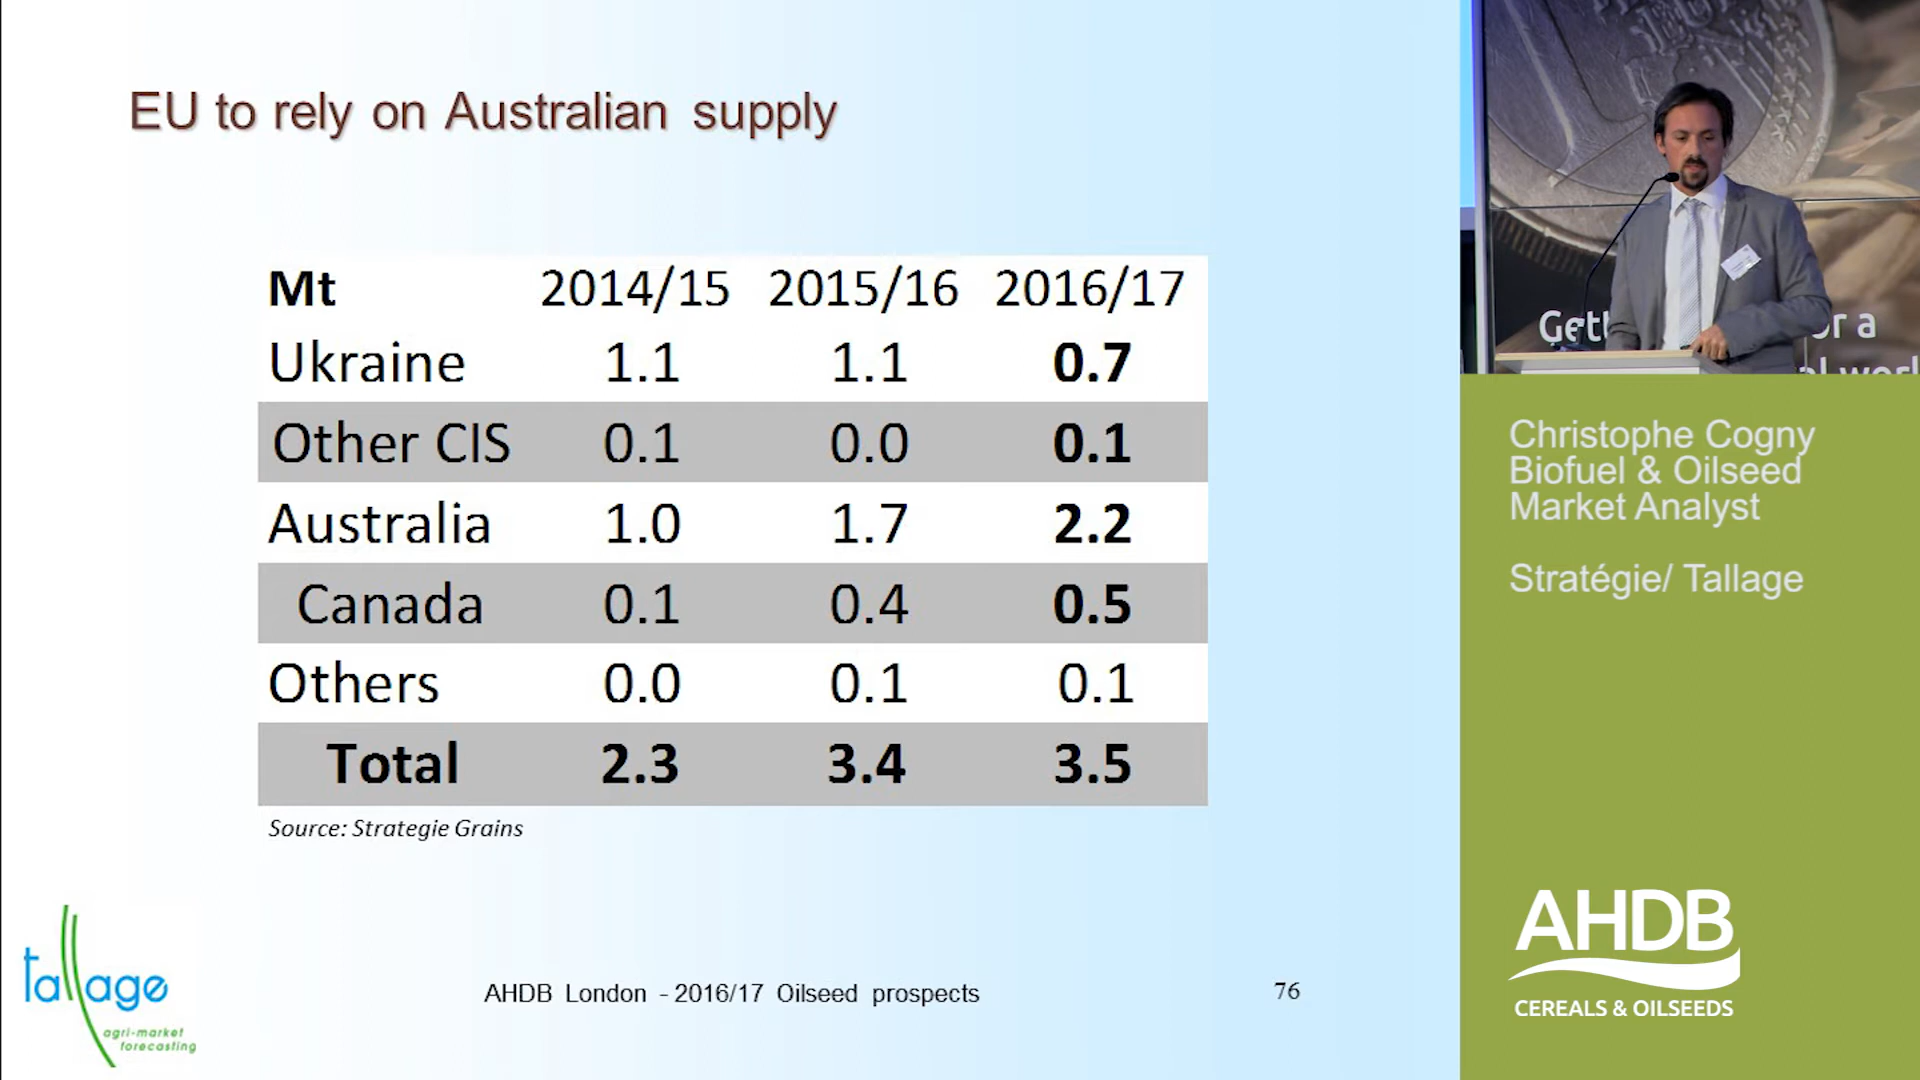 EU to rely on Australian supply
Mt 2014/15 2015/16 2016/17
Ukraine 1.1 1.1 0.7
Other CIS 0.1 0.0 0.1
Australia 1.0 1.7 2.2
Canada 0.1 0.4 0.5
Others 0.0 0.1 0.1
Total 2.3 3.4 3.5
Source: Strategie Grains
tallage
agri-market
forecasting
AHDB London - 2016/17 Oilseed prospects
76
or a
Christophe Cogny
Biofuel & Oilseed
Market Analyst
Stratégie/ Tallage
AHDB
CEREALS & OILSEEDS